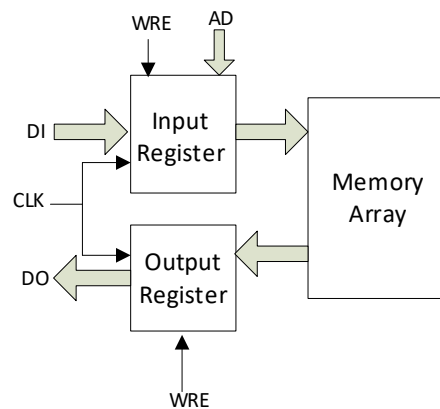 WRE
AD
DI
Input
Register
CLK
Memory
Array
DO
Output
Register
WRE